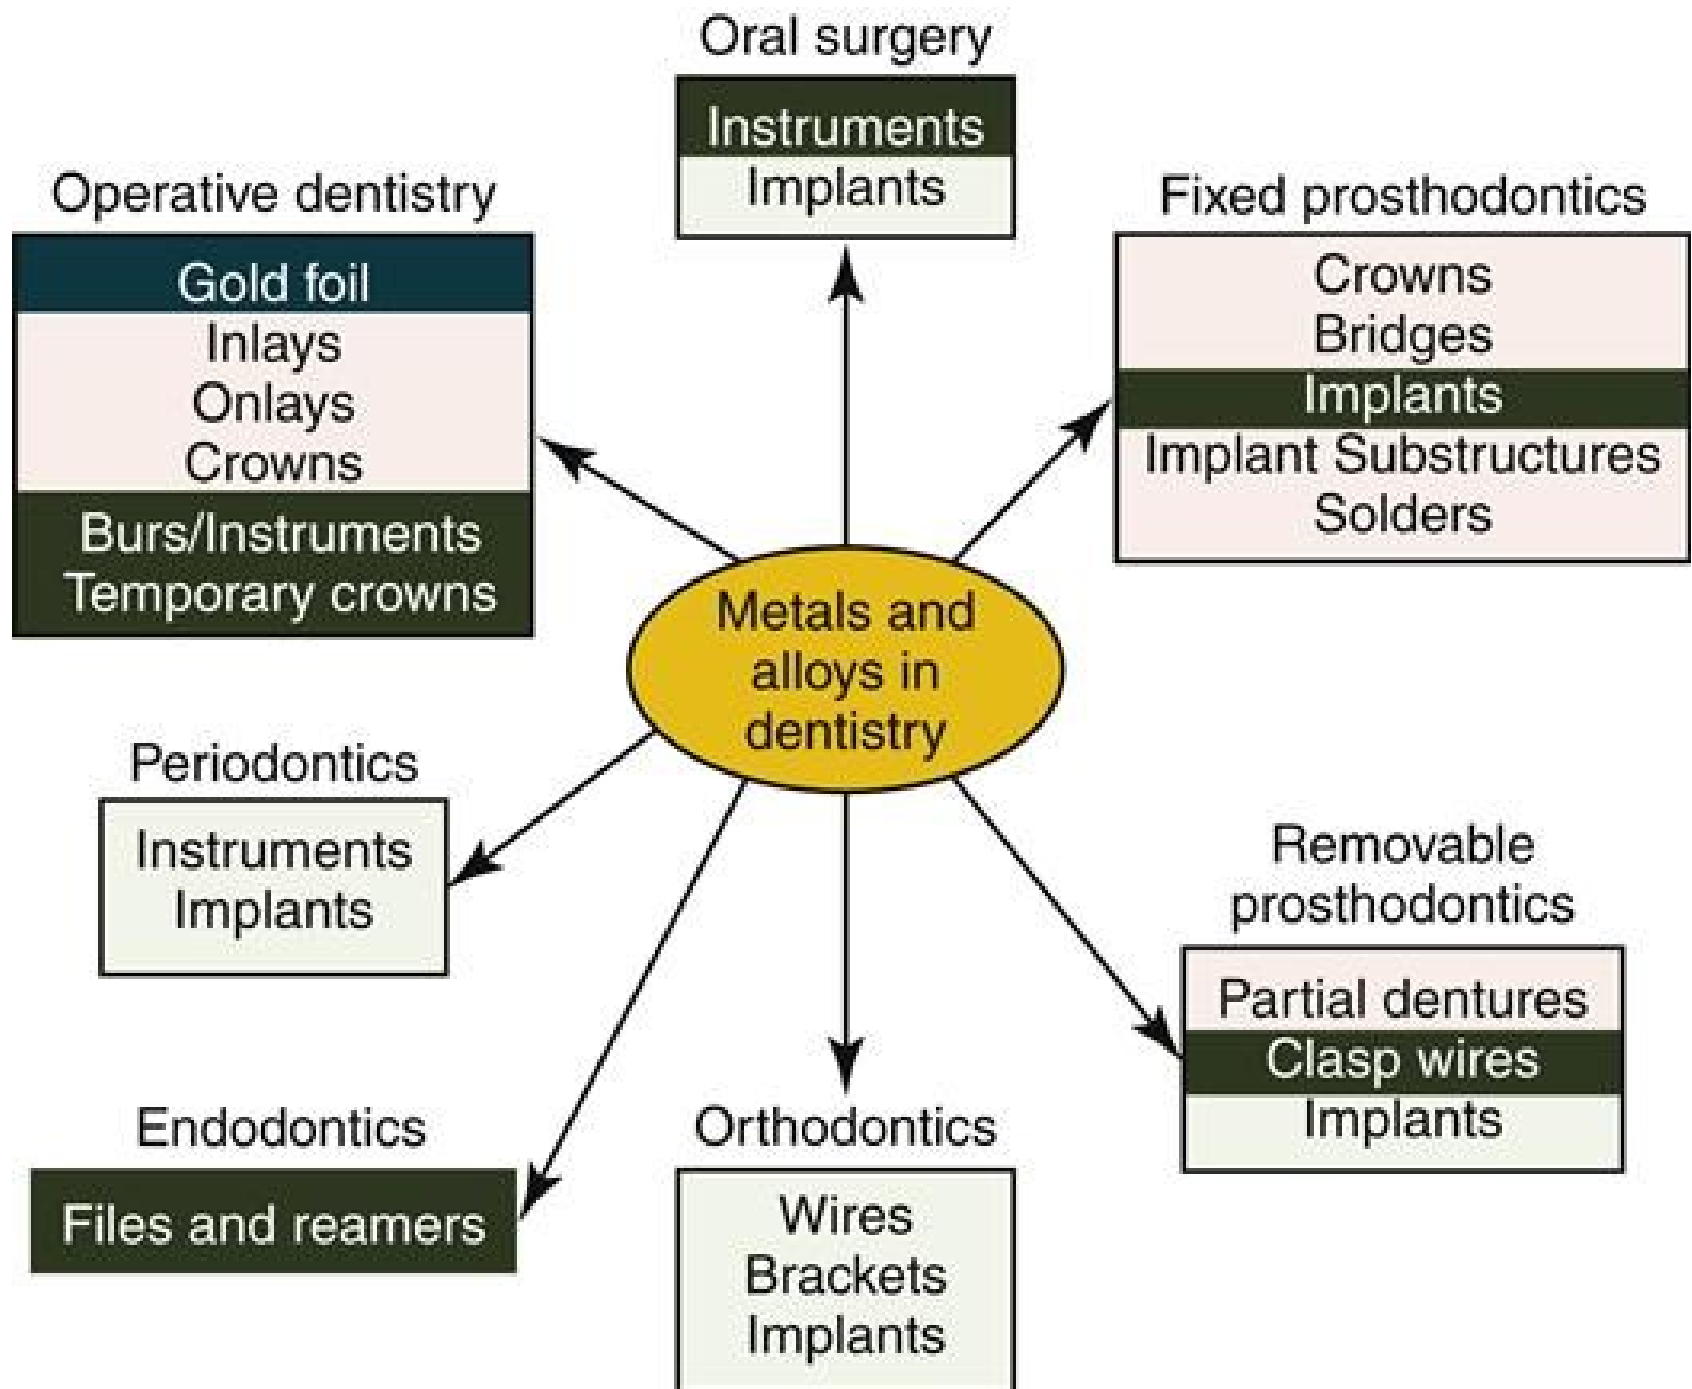 Oral surgery
Instruments
Implants
Operative dentistry
Gold foil
Inlays
Onlays
Crowns
Burs/Instruments
Temporary crowns
Fixed prosthodontics
Crowns
Bridges
Implants
Implant Substructures
Solders
Metals and
alloys in
dentistry
Periodontics
Instruments
Implants
Removable
prosthodontics
Partial dentures
Clasp wires
Implants
Endodontics
Files and reamers
Orthodontics
Wires
Brackets
Implants